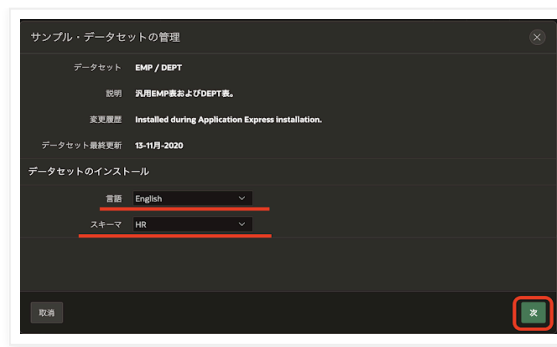 サンプル・データセットの管理
データセット EMP / DEPT
説明 汎用EMP表およびDEPT表。
変更履歴 Installed during Application Express installation.
データセット最終更新 13-11月-2020
データセットのインストール
言語 English
スキーマ HR
取消 次